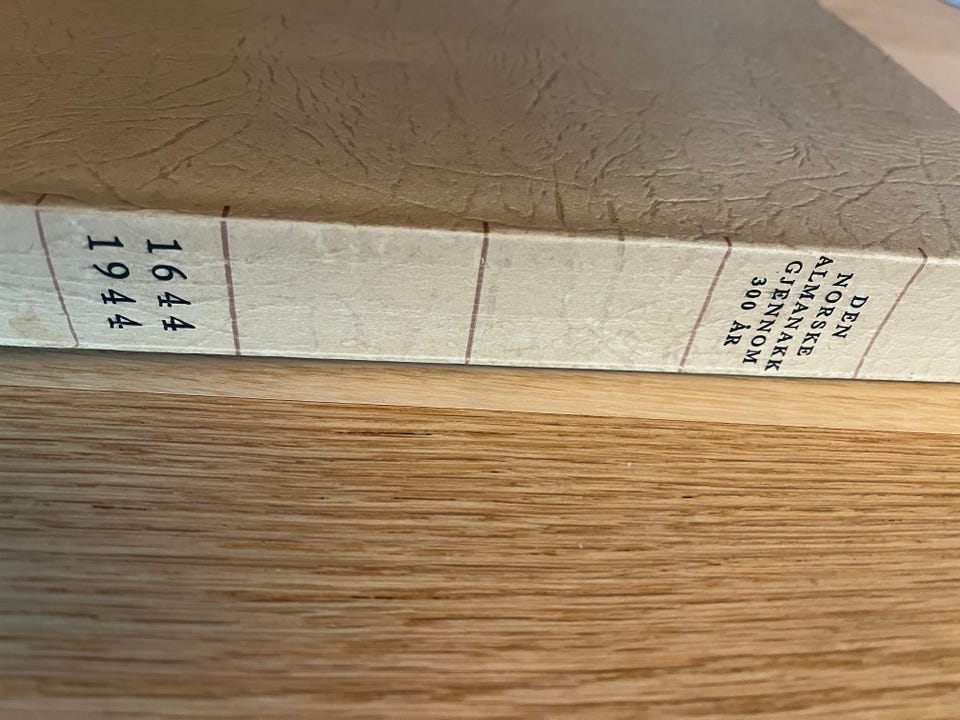 DEN
NORSKE
ALMANAKK
GJENNOM
300 ÅR
1644
1944